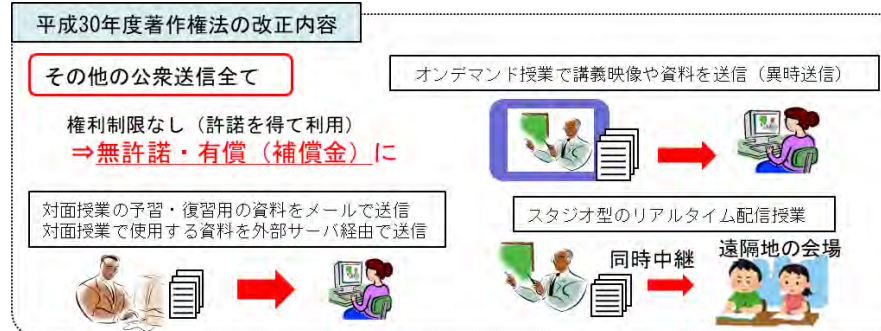 平成30年度著作権法の改正内容
その他の公衆送信全て
権利制限なし（許諾を得て利用）
⇒無許諾・有償（補償金）に
オンデマンド授業で講義映像や資料を送信（異時送信）
対面授業の予習・復習用の資料をメールで送信
対面授業で使用する資料を外部サーバ経由で送信
スタジオ型のリアルタイム配信授業
同時中継
遠隔地の会場